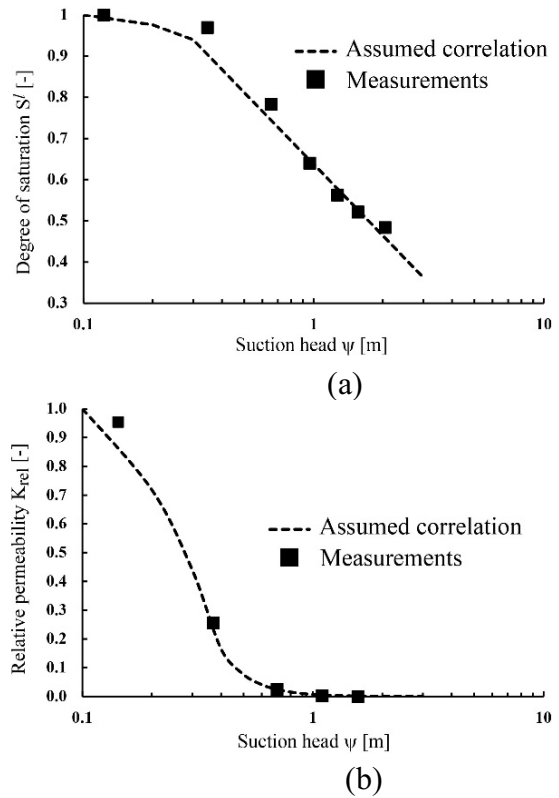 1
0.9
0.8
0.7
0.6
0.5
0.4
0.3
0.1
1
10
Degree of saturation Sˡ [-]
Suction head ψ [m]
Assumed correlation
Measurements
(a)
1.0
0.9
0.8
0.7
0.6
0.5
0.4
0.3
0.2
0.1
0.0
0.1
1
10
Relative permeability Krel [-]
Suction head ψ [m]
Assumed correlation
Measurements
(b)